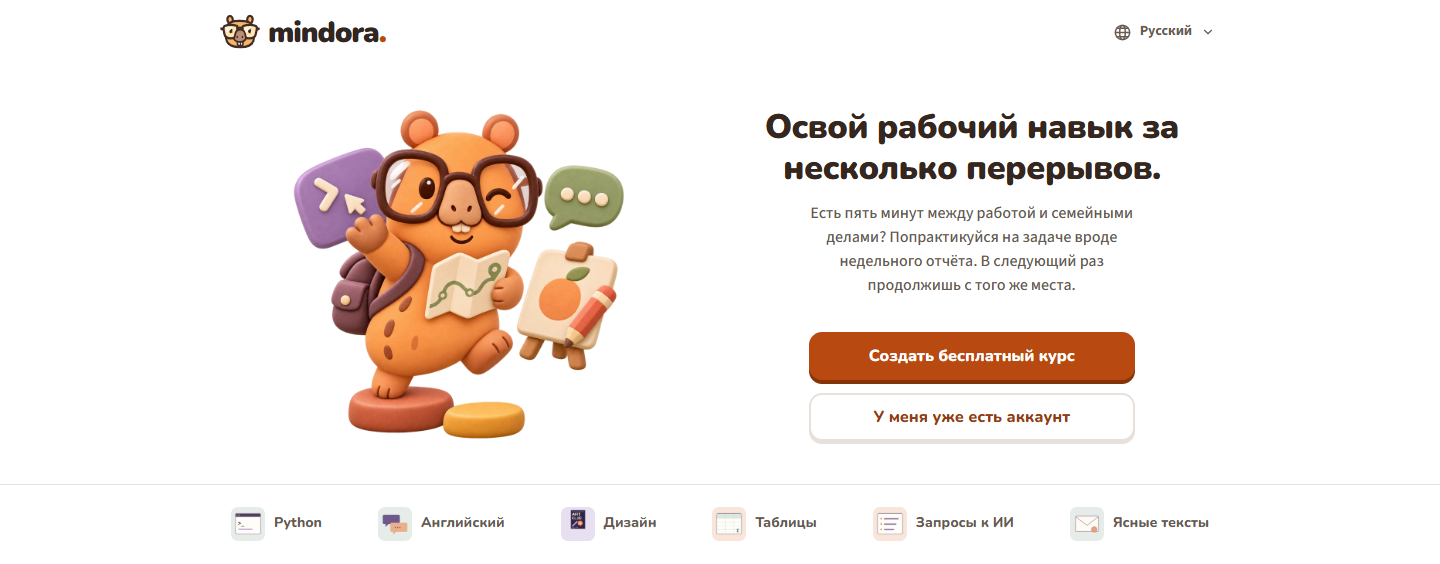 mindora.
Русский
Освой рабочий навык за
несколько перерывов.
Есть пять минут между работой и семейными
делами? Попрактикуйся на задаче вроде
недельного отчёта. В следующий раз
продолжишь с того же места.
Создать бесплатный курс
У меня уже есть аккаунт
Python
Английский
Дизайн
Таблицы
Запросы к ИИ
Ясные тексты